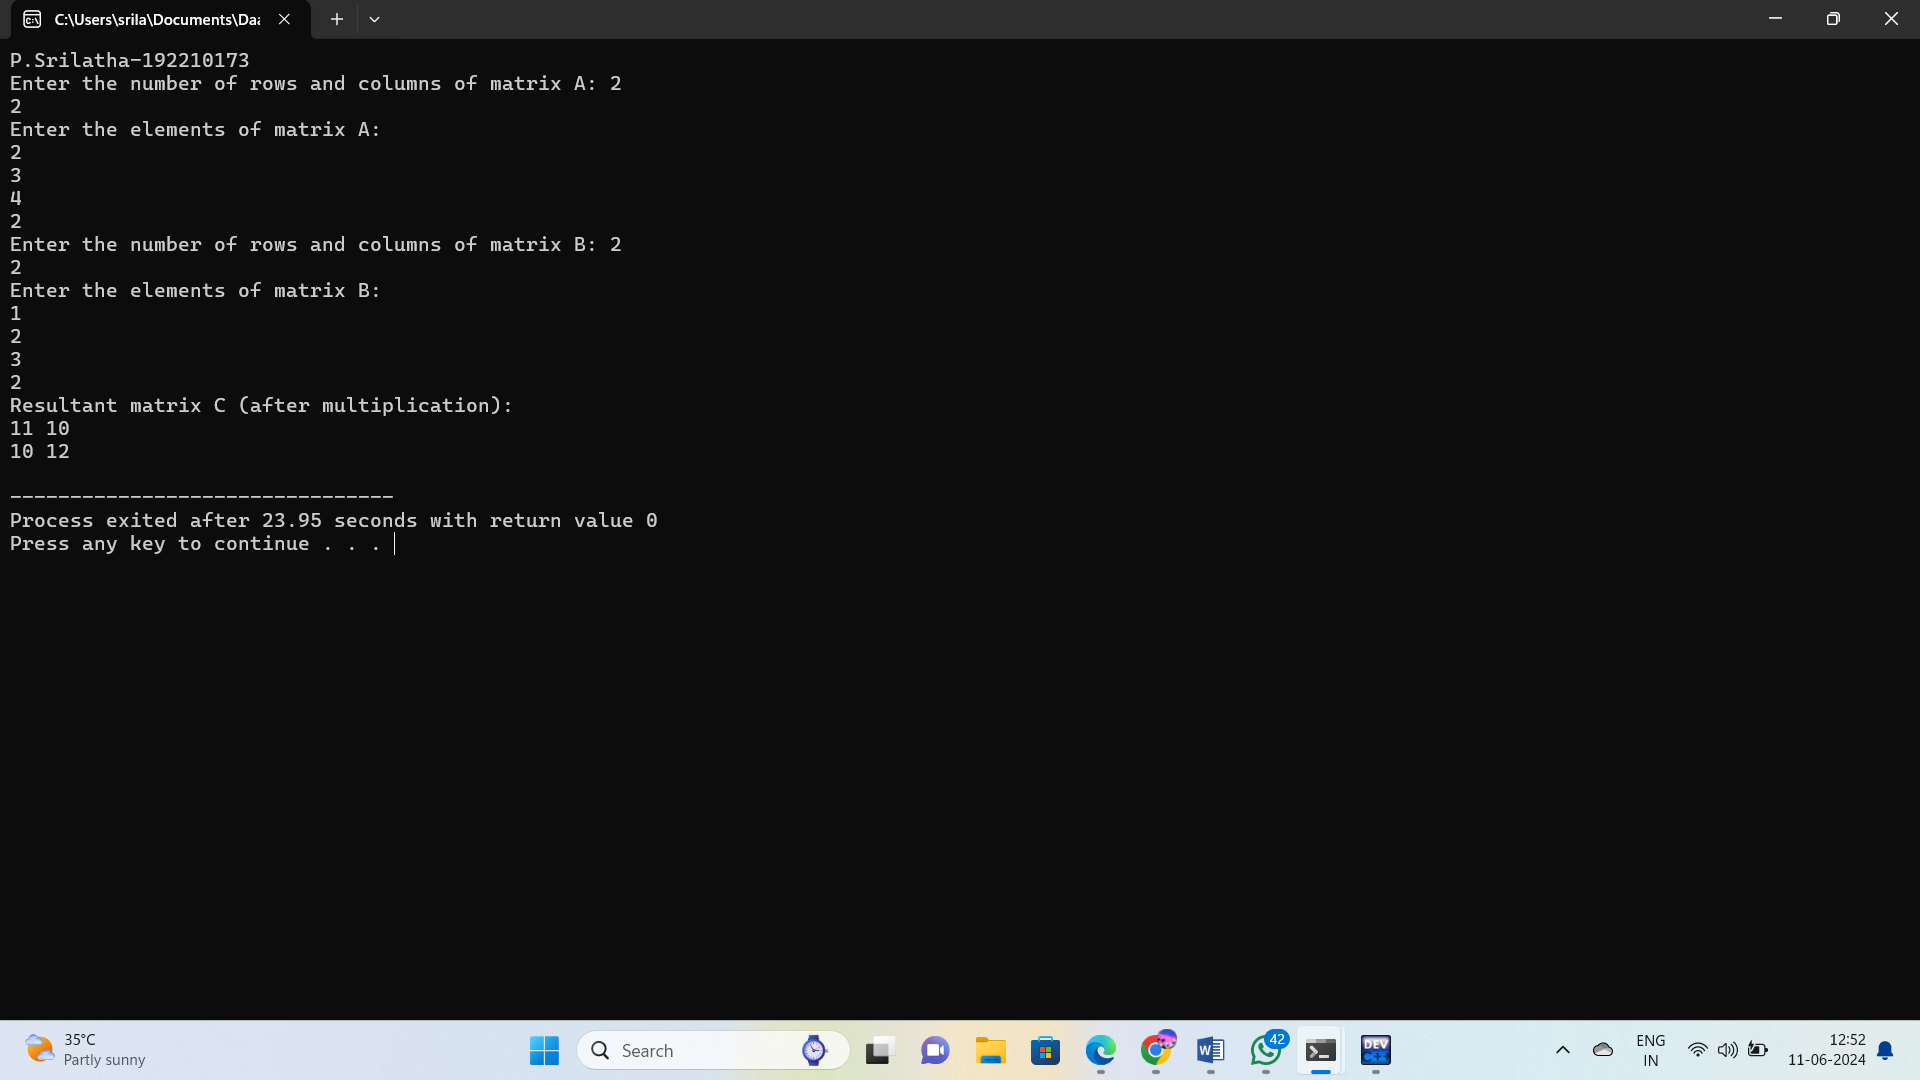 C:\Users\srila\Documents\Daa
P.Srilatha-192210173
Enter the number of rows and columns of matrix A: 2
2
Enter the elements of matrix A:
2
3
4
2
Enter the number of rows and columns of matrix B: 2
2
Enter the elements of matrix B:
1
2
3
2
Resultant matrix C (after multiplication):
11 10
10 12
--------------------------------
Process exited after 23.95 seconds with return value 0
Press any key to continue . . .
35°C
Partly sunny
Search
42
DEV
C++
ENG
IN
12:52
11-06-2024